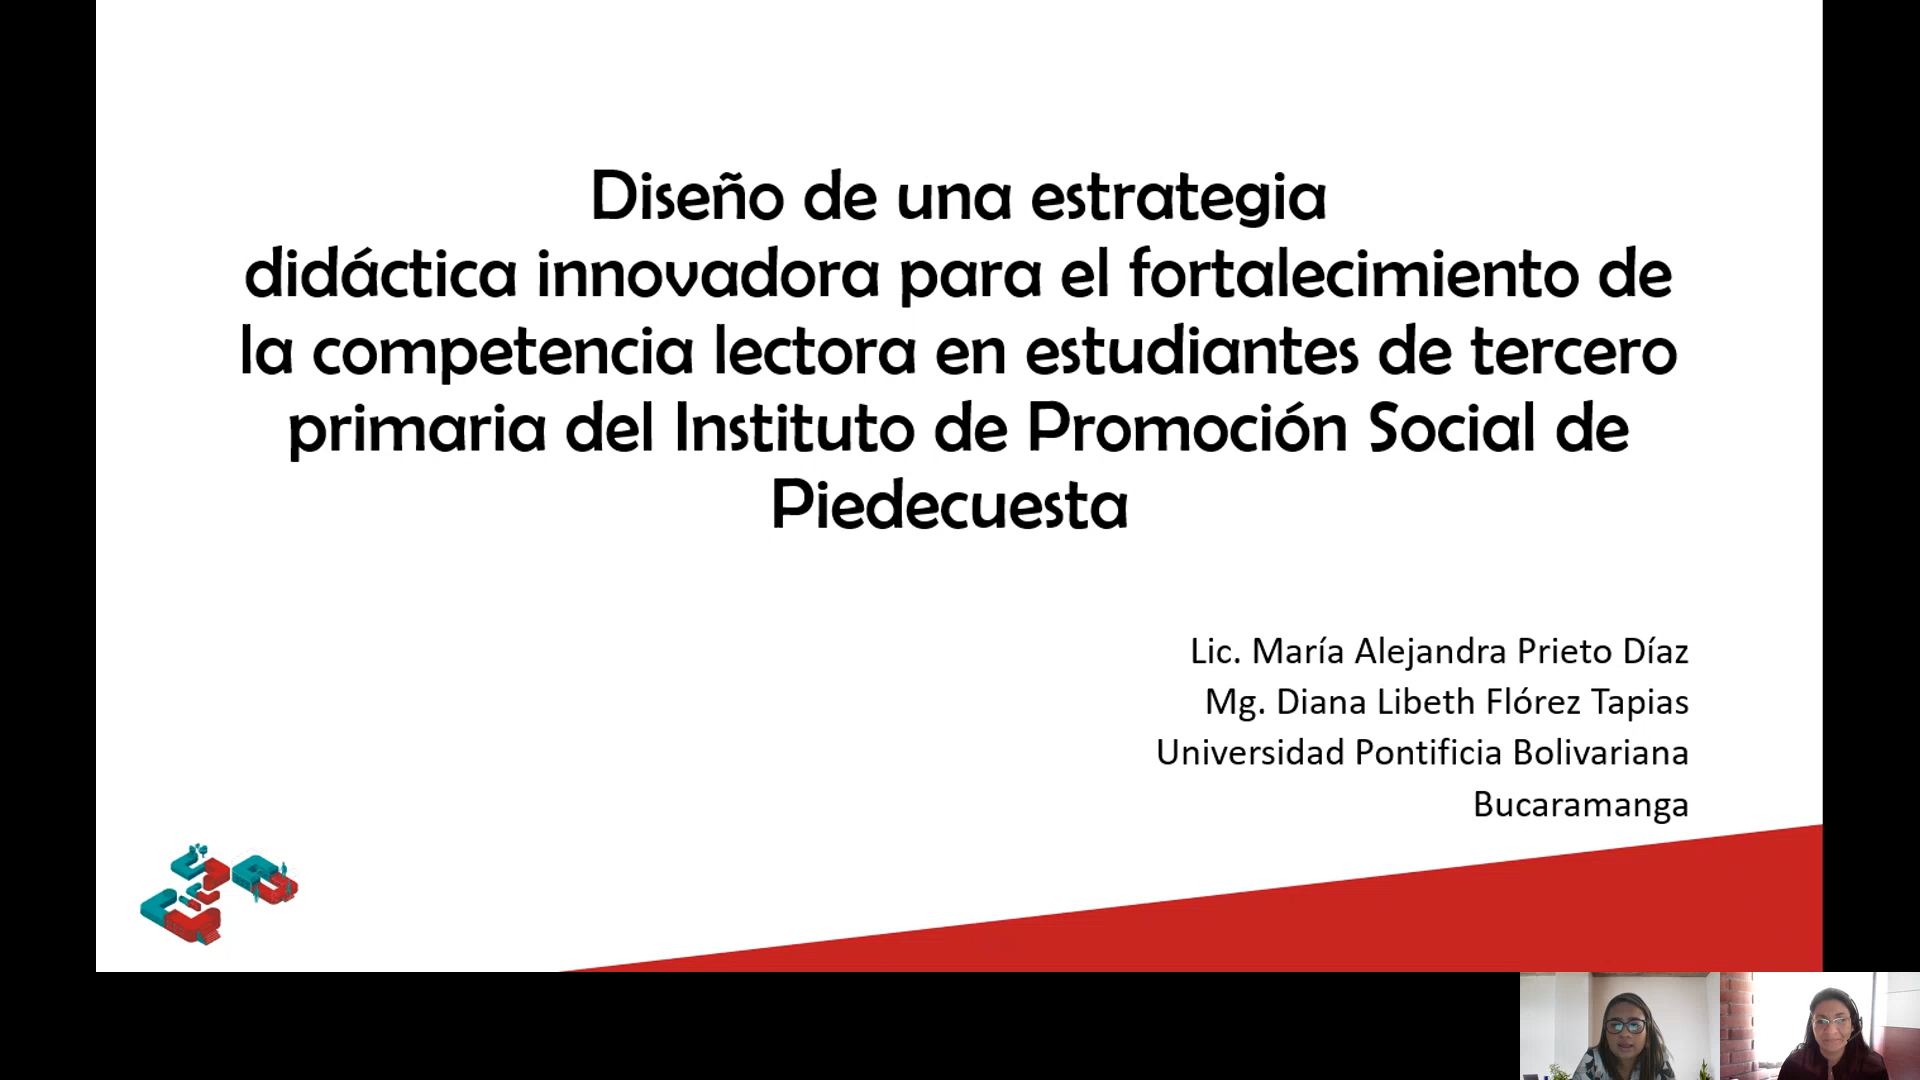 Diseño de una estrategia
didáctica innovadora para el fortalecimiento de
la competencia lectora en estudiantes de tercero
primaria del Instituto de Promoción Social de
Piedecuesta
Lic. María Alejandra Prieto Díaz
Mg. Diana Libeth Flórez Tapias
Universidad Pontificia Bolivariana
Bucaramanga